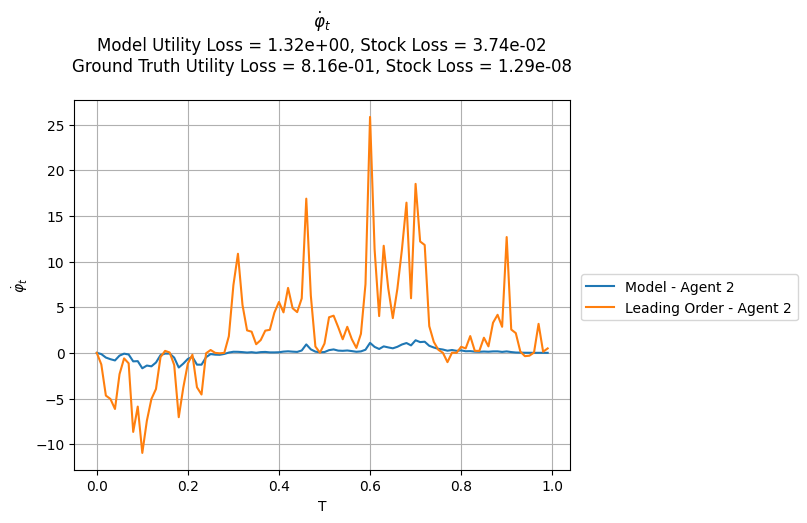 φ̇ₜ
Model Utility Loss = 1.32e+00, Stock Loss = 3.74e-02
Ground Truth Utility Loss = 8.16e-01, Stock Loss = 1.29e-08
25
20
15
10
5
0
−5
−10
φ̇ₜ
0.0 0.2 0.4 0.6 0.8 1.0
T
Model - Agent 2
Leading Order - Agent 2